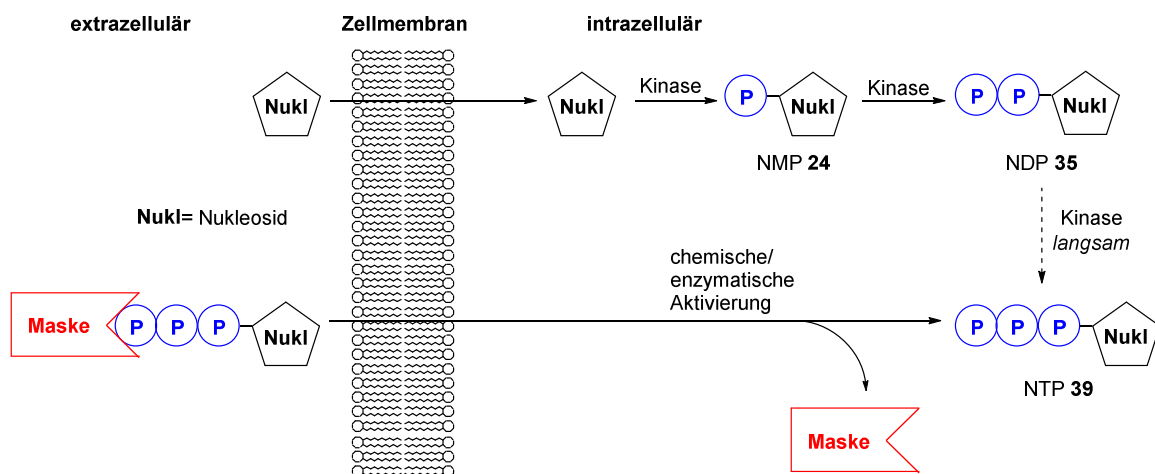 extrazellulär Zellmembran intrazellulär
Nukl Nukl Kinase P Nukl Kinase P P Nukl
NMP 24 NDP 35
Nukl= Nukleosid
Kinase
langsam
chemische/
enzymatische
Aktivierung
Maske P P P Nukl P P P Nukl
NTP 39
Maske